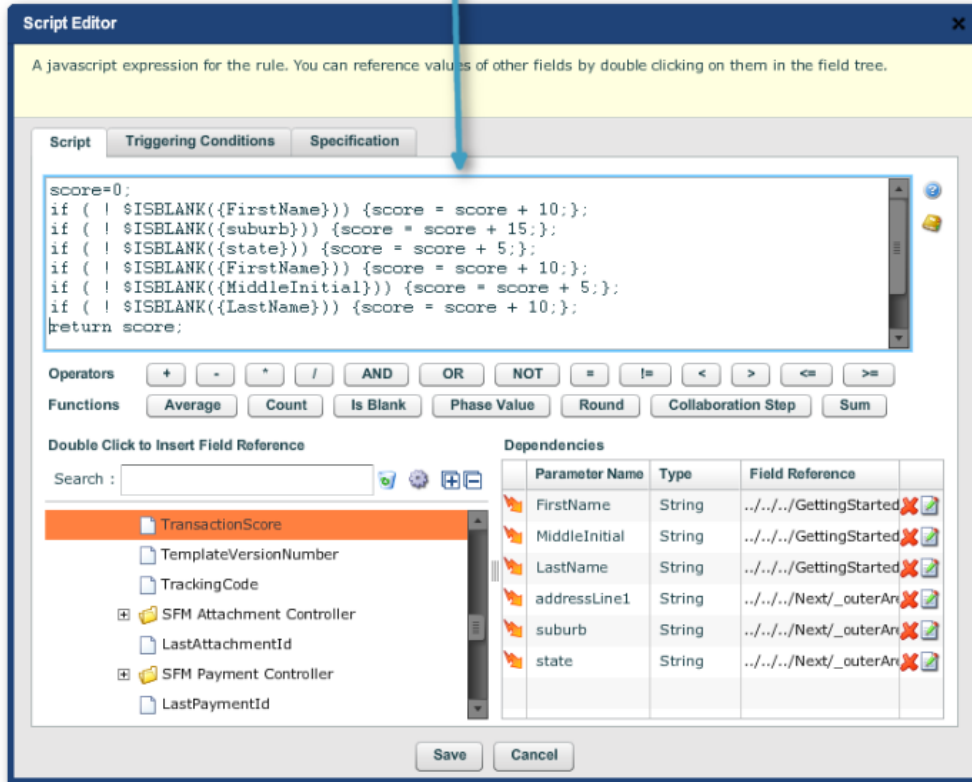 Script Editor
A javascript expression for the rule. You can reference values of other fields by double clicking on them in the field tree.
Script Triggering Conditions Specification
score=0;
if ( ! $ISBLANK({FirstName})) {score = score + 10;};
if ( ! $ISBLANK({suburb})) {score = score + 15;};
if ( ! $ISBLANK({state})) {score = score + 5;};
if ( ! $ISBLANK({FirstName})) {score = score + 10;};
if ( ! $ISBLANK({MiddleInitial})) {score = score + 5;};
if ( ! $ISBLANK({LastName})) {score = score + 10;};
return score;
Operators + - * / AND OR NOT = != < > <= >=
Functions Average Count Is Blank Phase Value Round Collaboration Step Sum
Double Click to Insert Field Reference
Search :
TransactionScore
TemplateVersionNumber
TrackingCode
SFM Attachment Controller
LastAttachmentId
SFM Payment Controller
LastPaymentId
Dependencies
Parameter Name Type Field Reference
FirstName String ../../../GettingStarted
MiddleInitial String ../../../GettingStarted
LastName String ../../../GettingStarted
addressLine1 String ../../../Next/_outerAre
suburb String ../../../Next/_outerAre
state String ../../../Next/_outerAre
Save Cancel